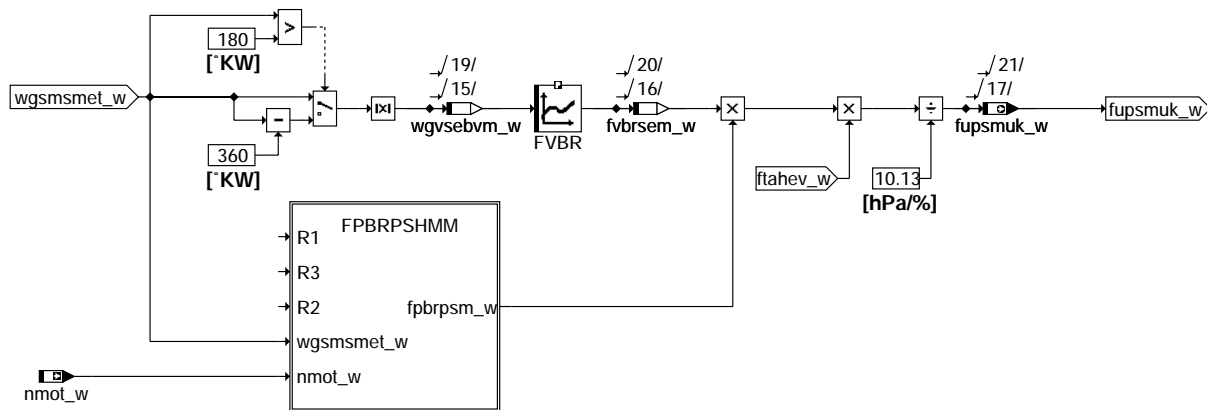 180
[°KW]
>
wgsmsmet_w
360
[°KW]
−
|X|
19/
15/
wgvsebvm_w
FVBR
20/
16/
fvbrsem_w
×
×
÷
ftahev_w
10.13
[hPa/%]
21/
17/
fupsmuk_w
fupsmuk_w
FPBRPSHMM
R1
R3
R2
fpbrpsm_w
wgsmsmet_w
nmot_w
nmot_w